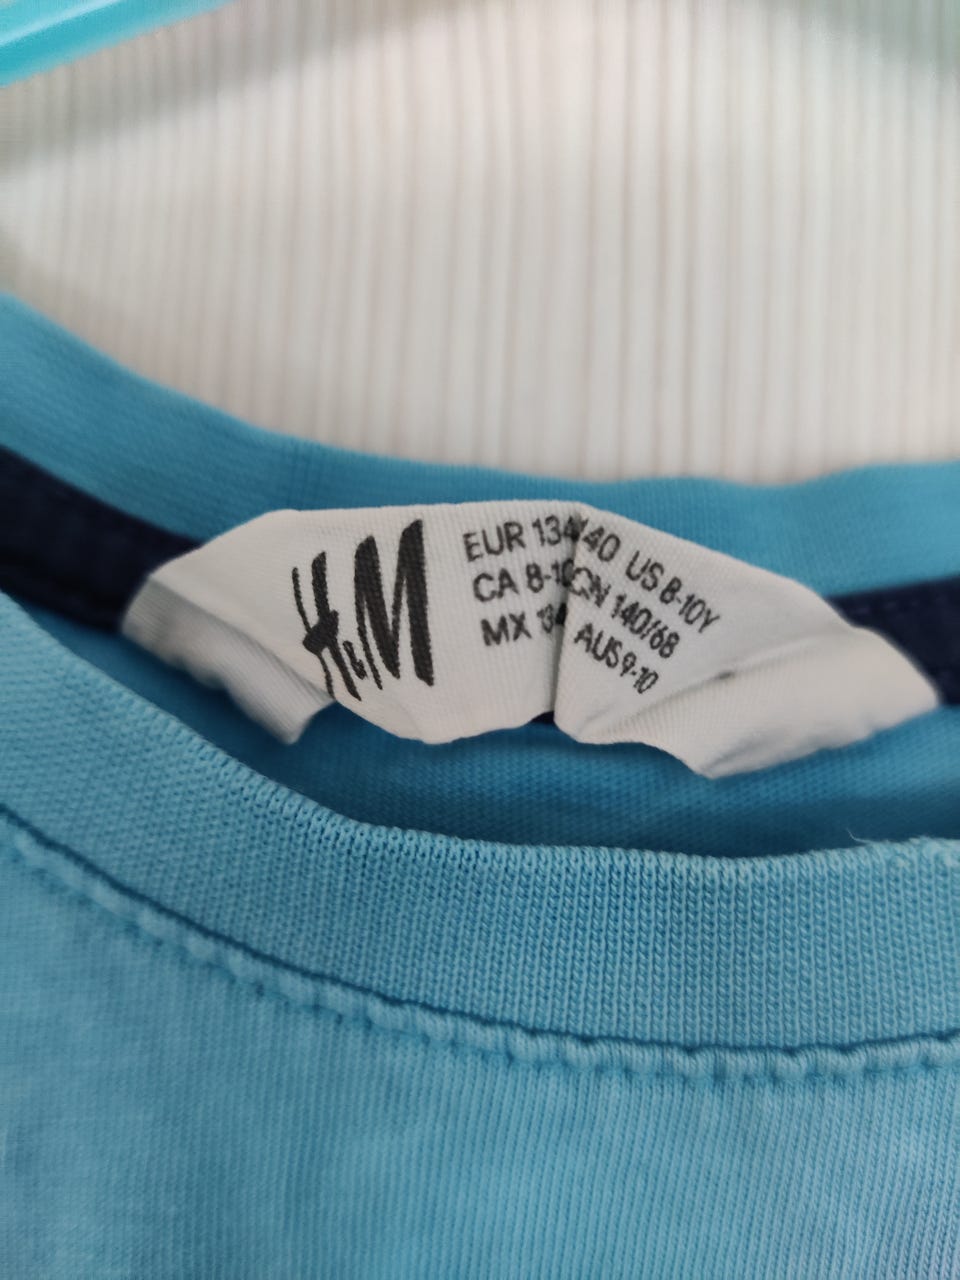 H&M
EUR 134/140 US 8-10Y
CA 8-10 CN 140/68
MX 134 AUS 9-10